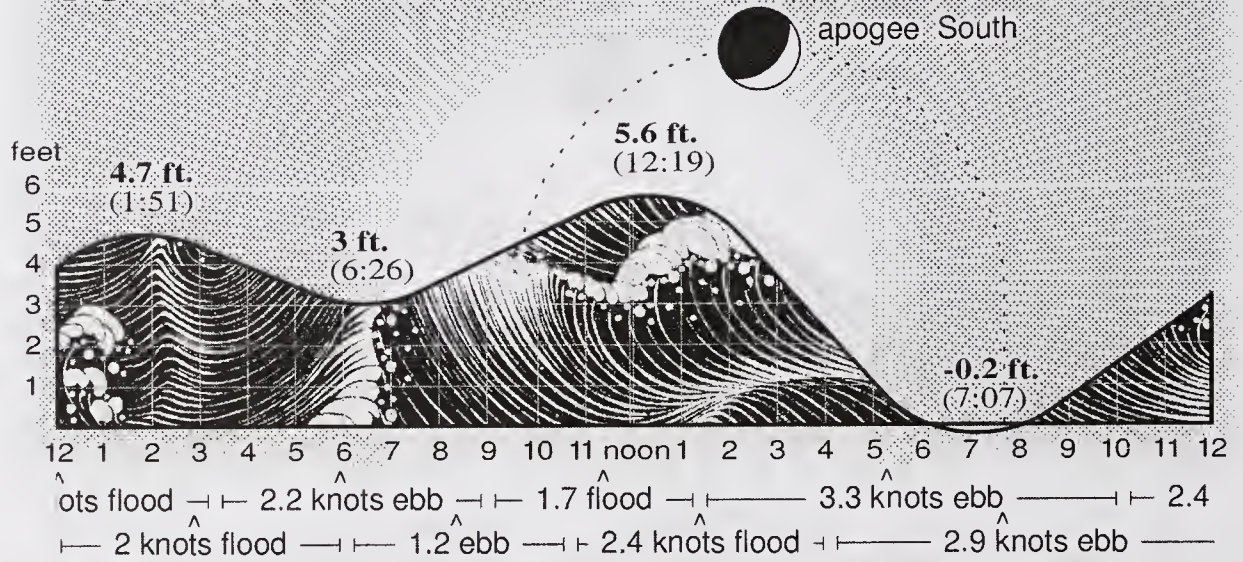 apogee South
5.6 ft.
(12:19)
feet
4.7 ft.
(1:51)
6
5
3 ft.
(6:26)
4
3
2
-0.2 ft.
(7:07)
1
12 1 2 3 4 5 6 7 8 9 10 11 noon 1 2 3 4 5 6 7 8 9 10 11 12
ots flood 2.2 knots ebb 1.7 flood 3.3 knots ebb 2.4
2 knots flood 1.2 ebb 2.4 knots flood 2.9 knots ebb